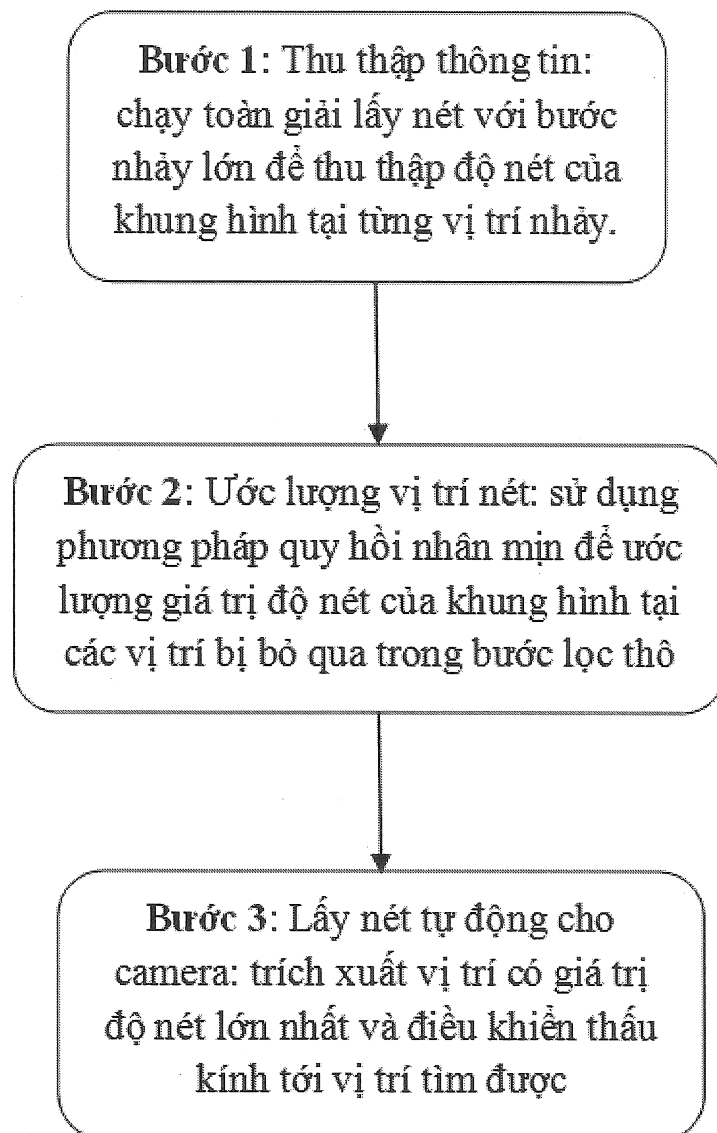 Bước 1: Thu thập thông tin:
chạy toàn giải lấy nét với bước
nhảy lớn để thu thập độ nét của
khung hình tại từng vị trí nhảy.
Bước 2: Ước lượng vị trí nét: sử dụng
phương pháp quy hồi nhân mịn để ước
lượng giá trị độ nét của khung hình tại
các vị trí bị bỏ qua trong bước lọc thô
Bước 3: Lấy nét tự động cho
camera: trích xuất vị trí có giá trị
độ nét lớn nhất và điều khiển thấu
kính tới vị trí tìm được